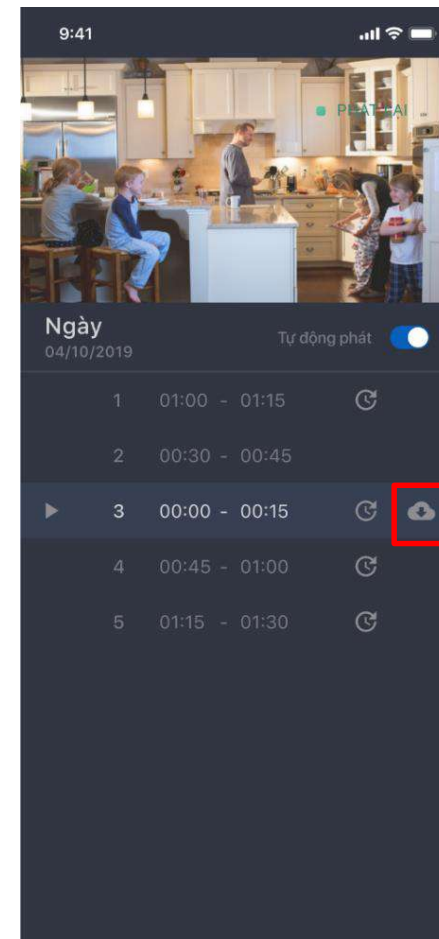 9:41
PHÁT LẠI
Ngày
04/10/2019
Tự động phát
1 01:00 - 01:15
2 00:30 - 00:45
3 00:00 - 00:15
4 00:45 - 01:00
5 01:15 - 01:30